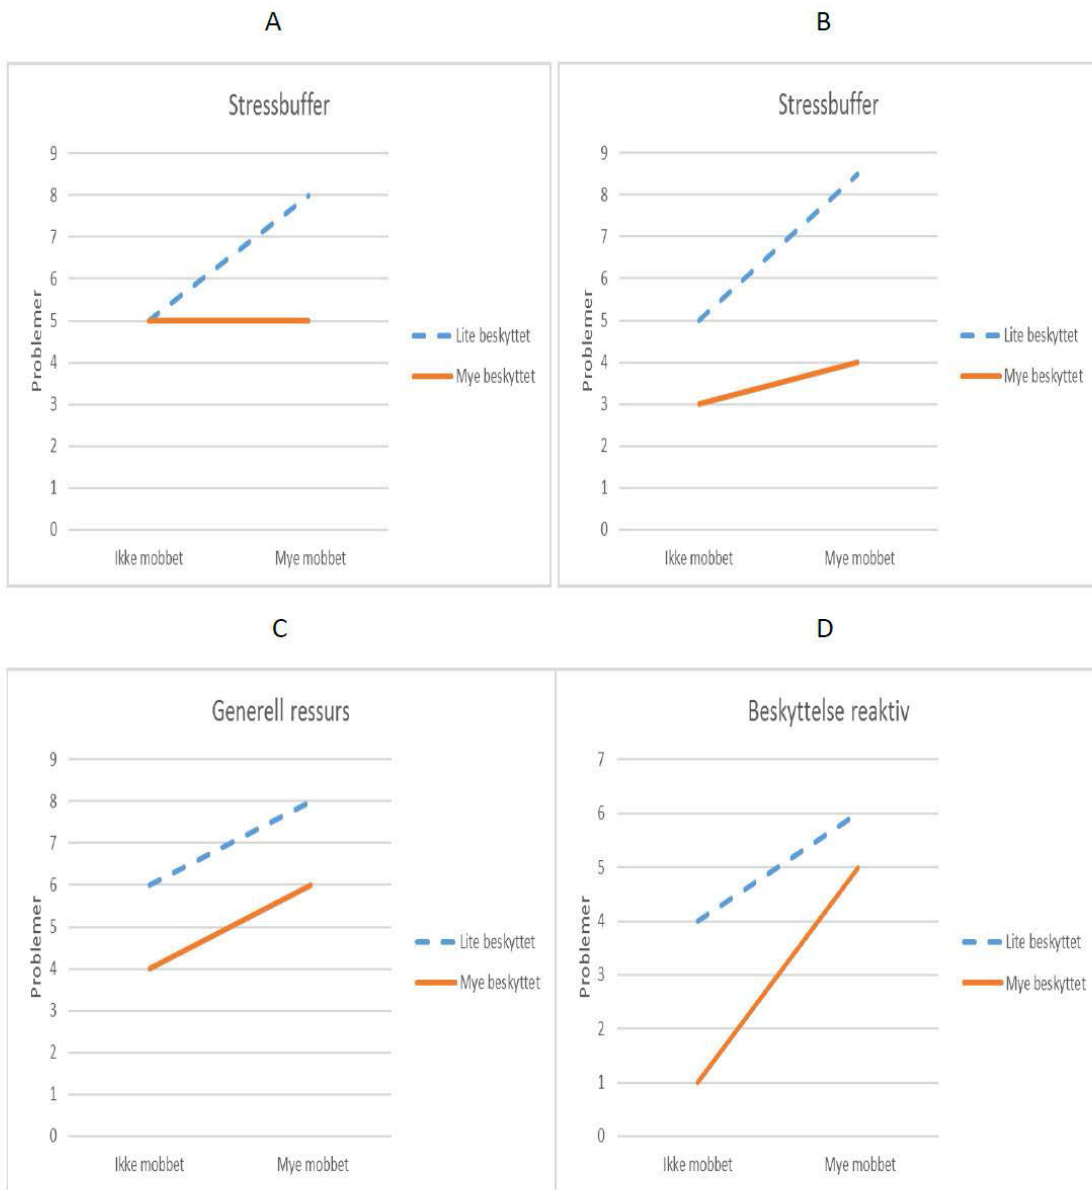 A
B
Stressbuffer
9
8
7
6
5
4
3
2
1
0
Problemer
Ikke mobbet
Mye mobbet
Lite beskyttet
Mye beskyttet
Stressbuffer
9
8
7
6
5
4
3
2
1
0
Problemer
Ikke mobbet
Mye mobbet
Lite beskyttet
Mye beskyttet
C
D
Generell ressurs
9
8
7
6
5
4
3
2
1
0
Problemer
Ikke mobbet
Mye mobbet
Lite beskyttet
Mye beskyttet
Beskyttelse reaktiv
7
6
5
4
3
2
1
0
Problemer
Ikke mobbet
Mye mobbet
Lite beskyttet
Mye beskyttet